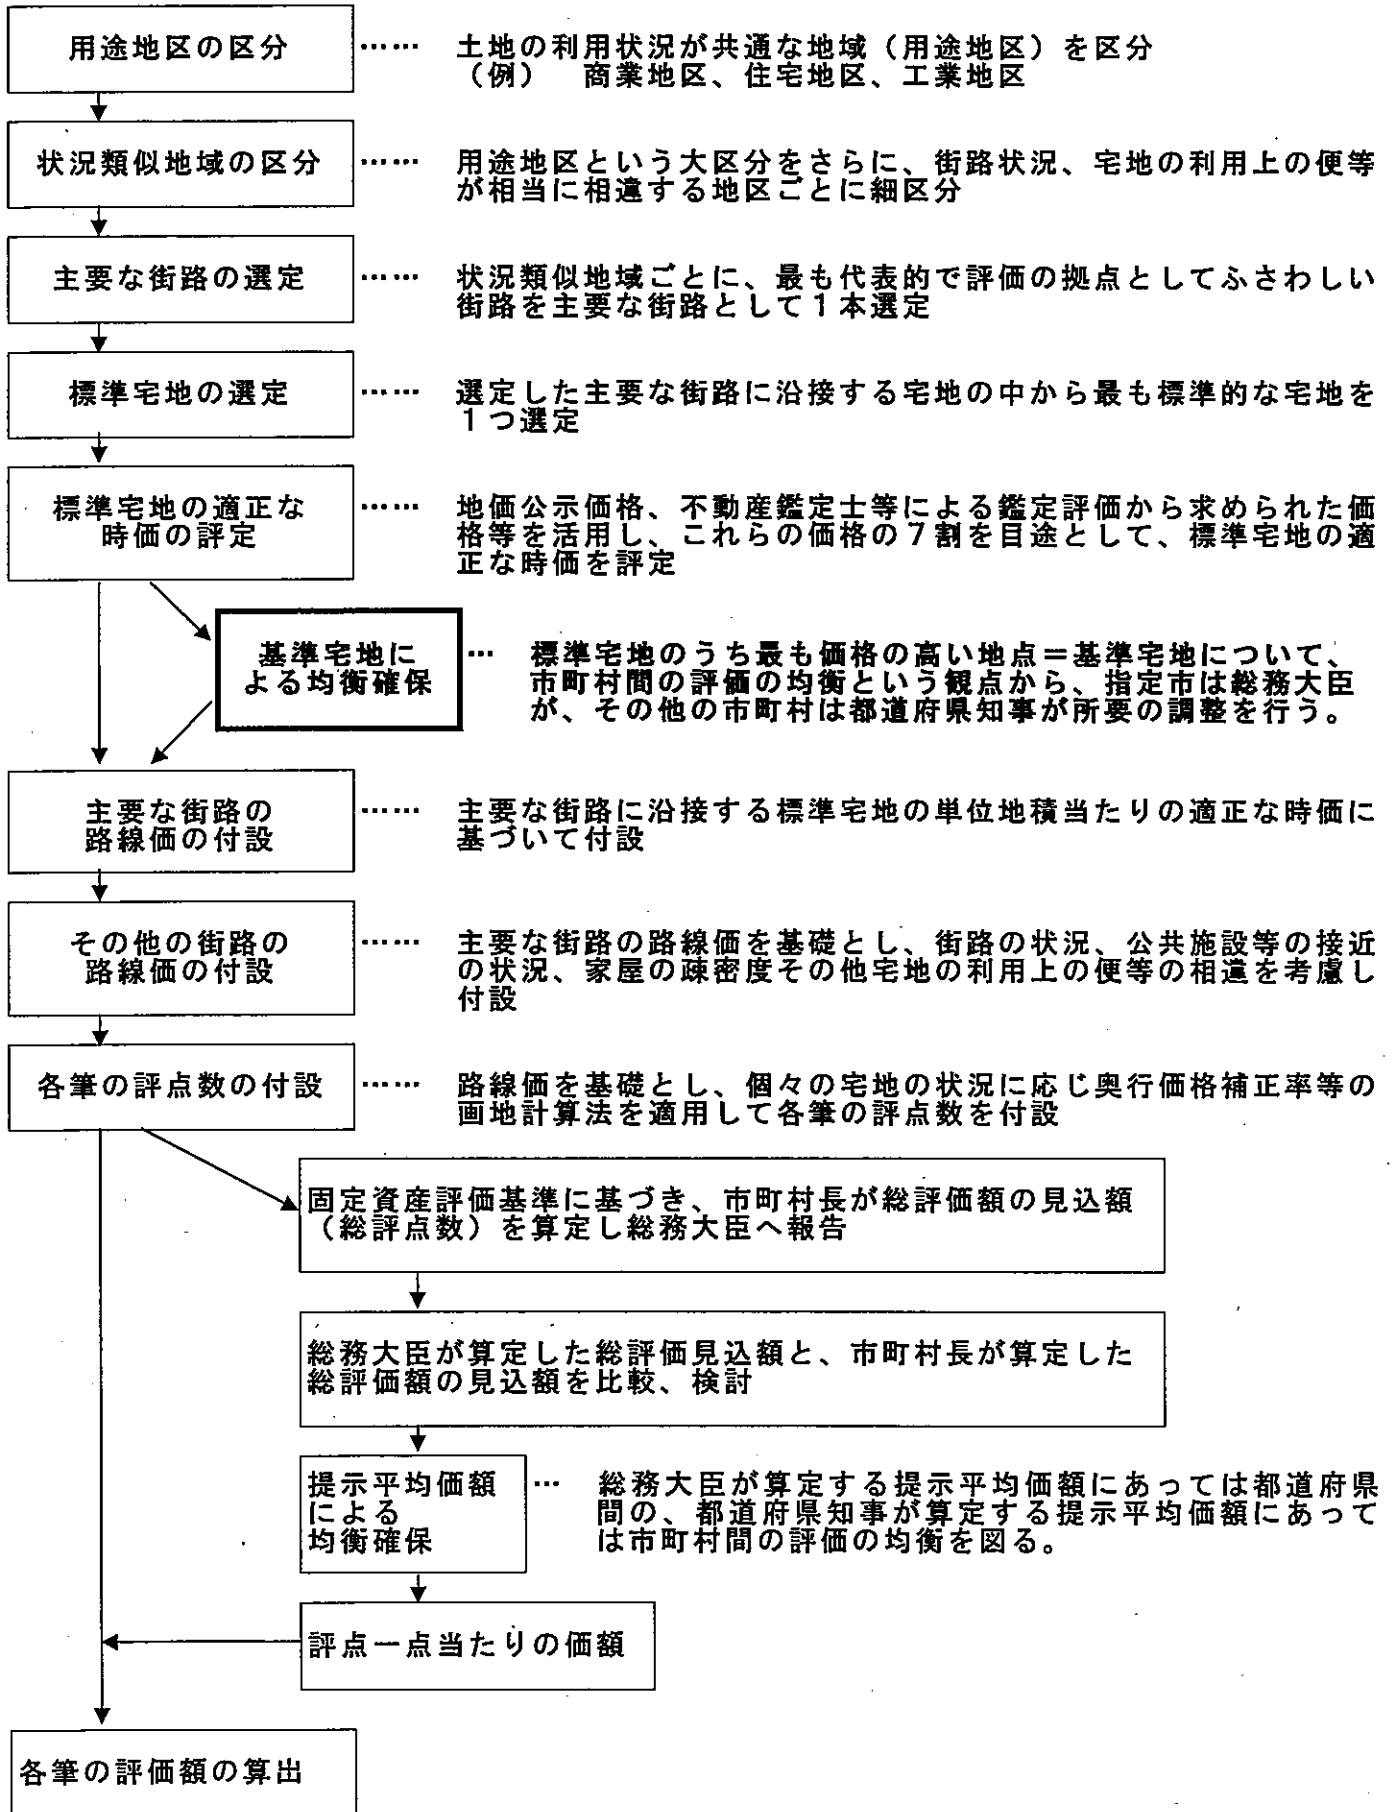 用途地区の区分 …… 土地の利用状況が共通な地域（用途地区）を区分
（例）　商業地区、住宅地区、工業地区
状況類似地域の区分 …… 用途地区という大区分をさらに、街路状況、宅地の利用上の便等
が相当に相違する地区ごとに細区分
主要な街路の選定 …… 状況類似地域ごとに、最も代表的で評価の拠点としてふさわしい
街路を主要な街路として１本選定
標準宅地の選定 …… 選定した主要な街路に沿接する宅地の中から最も標準的な宅地を
１つ選定
標準宅地の適正な
時価の評定
…… 地価公示価格、不動産鑑定士等による鑑定評価から求められた価
格等を活用し、これらの価格の７割を目途として、標準宅地の適
正な時価を評定
基準宅地に
よる均衡確保
… 標準宅地のうち最も価格の高い地点＝基準宅地について、
市町村間の評価の均衡という観点から、指定市は総務大臣
が、その他の市町村は都道府県知事が所要の調整を行う。
主要な街路の
路線価の付設
…… 主要な街路に沿接する標準宅地の単位地積当たりの適正な時価に
基づいて付設
その他の街路の
路線価の付設
…… 主要な街路の路線価を基礎とし、街路の状況、公共施設等の接近
の状況、家屋の疎密度その他宅地の利用上の便等の相違を考慮し
付設
各筆の評点数の付設 …… 路線価を基礎とし、個々の宅地の状況に応じ奥行価格補正率等の
画地計算法を適用して各筆の評点数を付設
固定資産評価基準に基づき、市町村長が総評価額の見込額
（総評点数）を算定し総務大臣へ報告
総務大臣が算定した総評価見込額と、市町村長が算定した
総評価額の見込額を比較、検討
提示平均価額
による
均衡確保
… 総務大臣が算定する提示平均価額にあっては都道府県
間の、都道府県知事が算定する提示平均価額にあって
は市町村間の評価の均衡を図る。
評点一点当たりの価額
各筆の評価額の算出